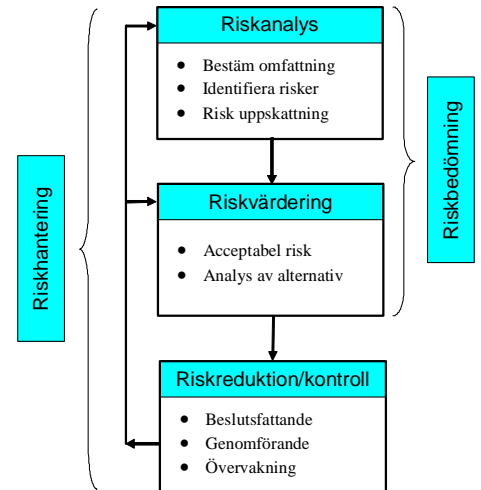 Riskanalys
• Bestäm omfattning
• Identifiera risker
• Risk uppskattning
Riskvärdering
• Acceptabel risk
• Analys av alternativ
Riskreduktion/kontroll
• Beslutsfattande
• Genomförande
• Övervakning
Riskhantering
Riskbedömning